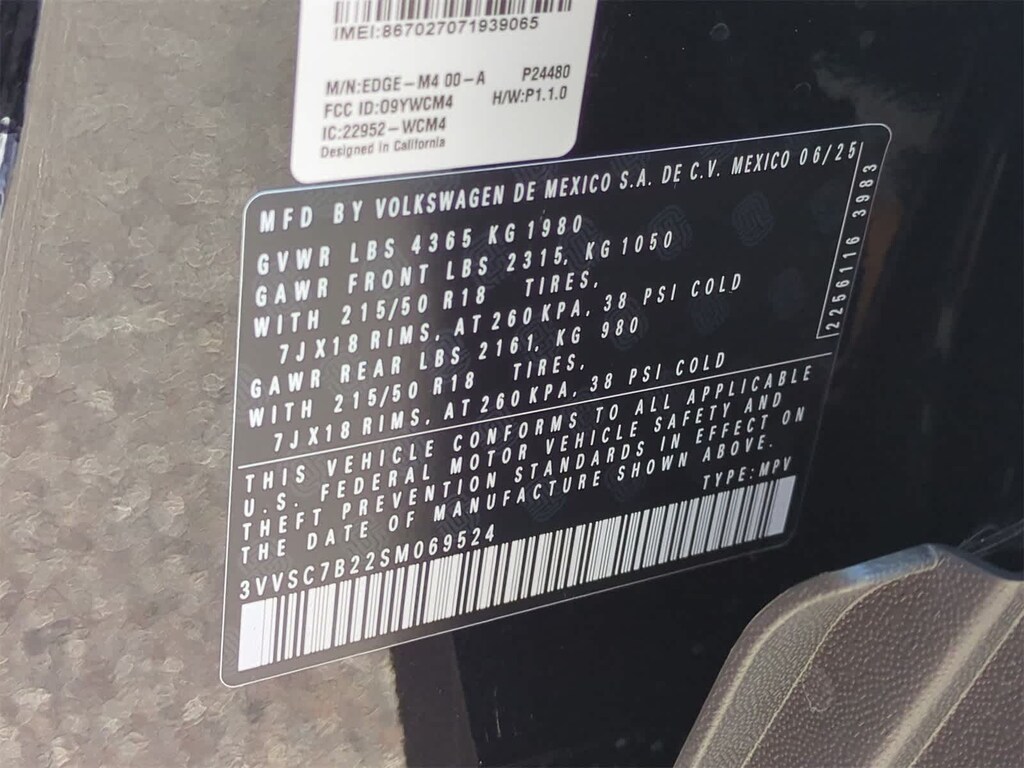 IMEI:867027071939065
M/N:EDGE-M4 00-A P24480
FCC ID:O9YWCM4 H/W:P1.1.0
IC:22952-WCM4
Designed in California
MFD BY VOLKSWAGEN DE MEXICO S.A. DE C.V. MEXICO 06/25
GVWR LBS 4365 KG 1980
GAWR FRONT LBS 2315, KG 1050
WITH 215/50 R18 TIRES,
7JX18 RIMS, AT 260 KPA, 38 PSI COLD
GAWR REAR LBS 2161, KG 980
WITH 215/50 R18 TIRES,
7JX18 RIMS, AT 260 KPA, 38 PSI COLD
2256116 3983
THIS VEHICLE CONFORMS TO ALL APPLICABLE
U.S. FEDERAL MOTOR VEHICLE SAFETY AND
THEFT PREVENTION STANDARDS IN EFFECT ON
THE DATE OF MANUFACTURE SHOWN ABOVE.
3VVSC7B22SM069524 TYPE:MPV